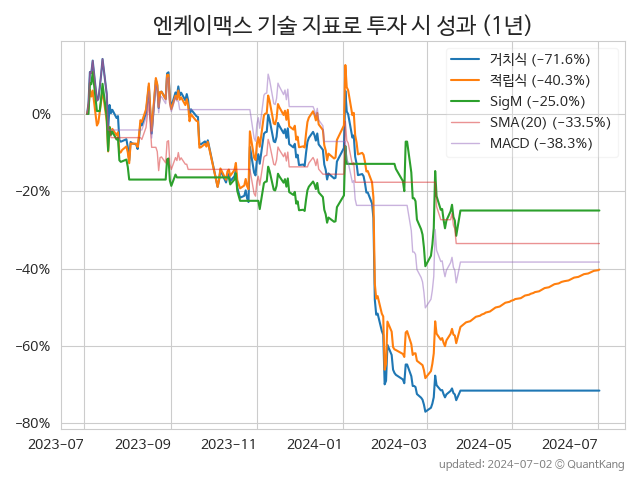 엔케이맥스 기술 지표로 투자 시 성과 (1년)
거치식 (−71.6%)
적립식 (−40.3%)
SigM (−25.0%)
SMA(20) (−33.5%)
MACD (−38.3%)
0%
−20%
−40%
−60%
−80%
2023-07 2023-09 2023-11 2024-01 2024-03 2024-05 2024-07
updated: 2024-07-02 © QuantKang